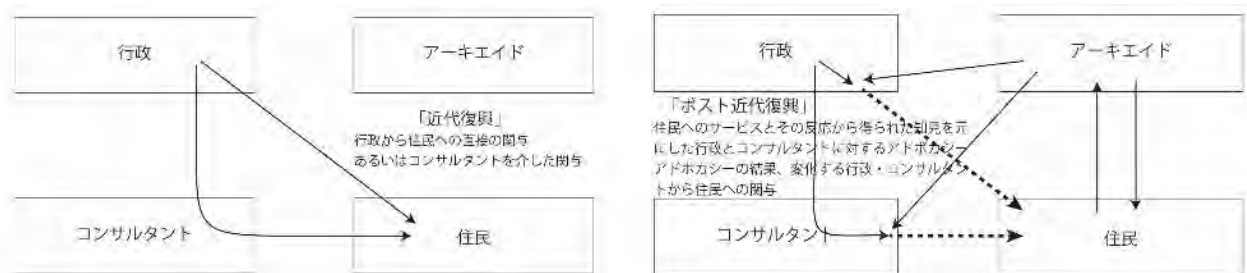 行政
アーキエイド
「近代復興」
行政から住民への直接の関与
あるいはコンサルタントを介した関与
コンサルタント
住民
行政
アーキエイド
「ポスト近代復興」
住民へのサービスとその反応から得られた知見を元
にした行政とコンサルタントに対するアドボカシー
アドボカシーの結果、変化する行政・コンサルタン
トから住民への関与
コンサルタント
住民